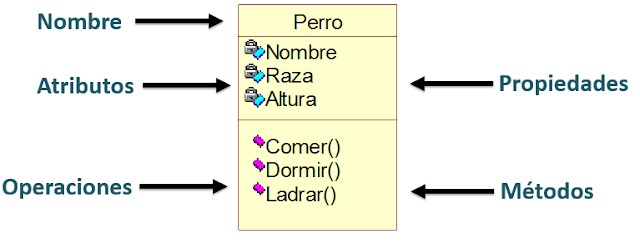 Nombre
Perro
Nombre
Raza
Altura
Atributos
Propiedades
Comer()
Dormir()
Ladrar()
Operaciones
Métodos